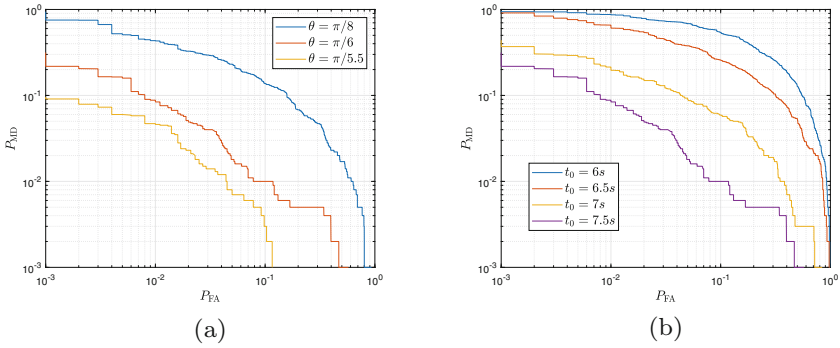 10^0
10^-1
10^-2
10^-3
P_MD
10^-3
10^-2
10^-1
10^0
P_FA
θ = π/8
θ = π/6
θ = π/5.5
(a)
10^0
10^-1
10^-2
10^-3
P_MD
10^-3
10^-2
10^-1
10^0
P_FA
t_0 = 6s
t_0 = 6.5s
t_0 = 7s
t_0 = 7.5s
(b)